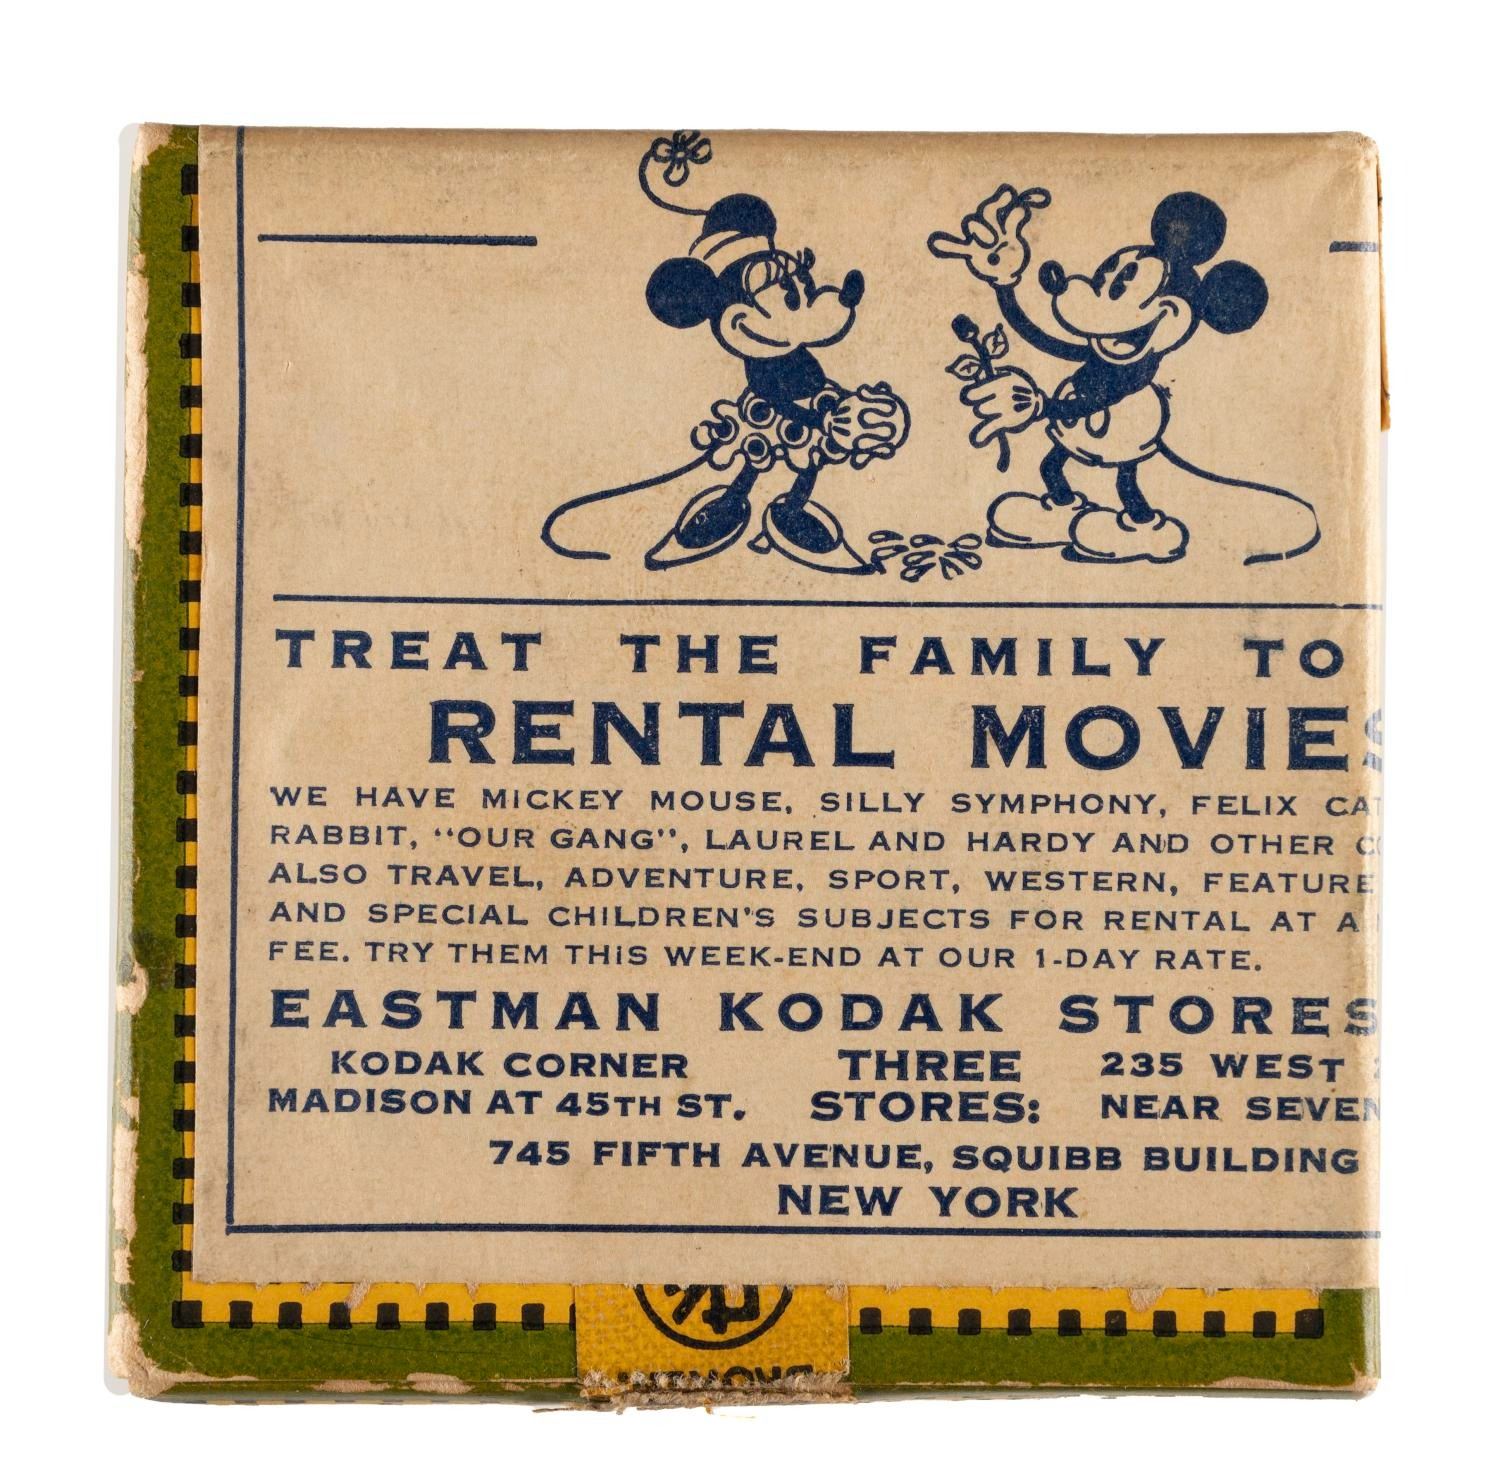 TREAT THE FAMILY TO
RENTAL MOVIES
WE HAVE MICKEY MOUSE, SILLY SYMPHONY, FELIX CAT
RABBIT, "OUR GANG", LAUREL AND HARDY AND OTHER
ALSO TRAVEL, ADVENTURE, SPORT, WESTERN, FEATURE
AND SPECIAL CHILDREN'S SUBJECTS FOR RENTAL AT A
FEE. TRY THEM THIS WEEK-END AT OUR 1-DAY RATE.
EASTMAN KODAK STORES
KODAK CORNER THREE 235 WEST
MADISON AT 45TH ST. STORES: NEAR SEVEN
745 FIFTH AVENUE, SQUIBB BUILDING
NEW YORK